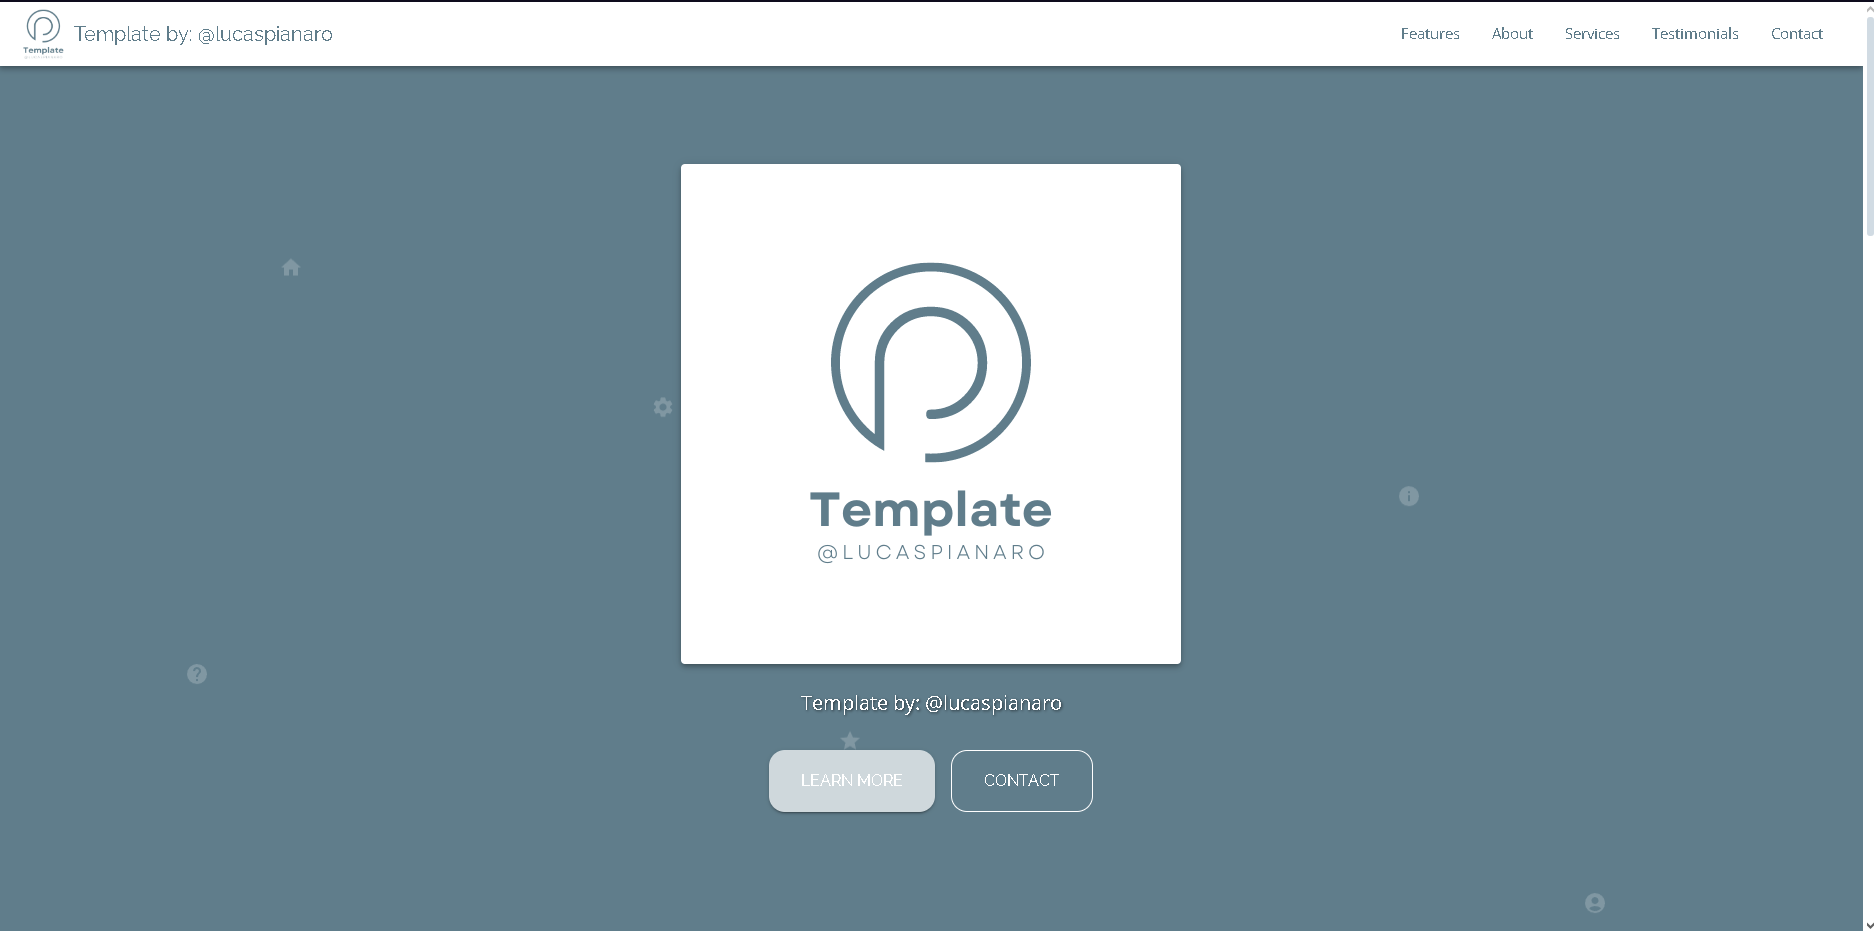 Template
Template by: @lucaspianaro
Features
About
Services
Testimonials
Contact
Template
@LUCASPIANARO
Template by: @lucaspianaro
LEARN MORE
CONTACT